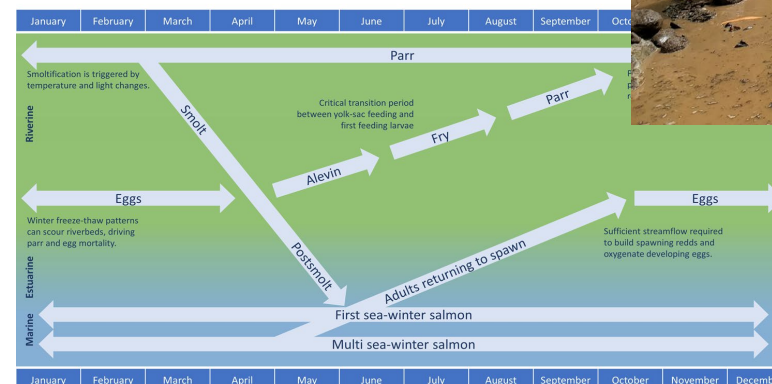 January February March April May June July August September Octo
Parr
Smoltification is triggered by
temperature and light changes.
Smolt
Critical transition period
between yolk-sac feeding and
first feeding larvae
Parr
Fry
Alevin
Riverine
Eggs
Eggs
Winter freeze-thaw patterns
can scour riverbeds, driving
parr and egg mortality.
Sufficient streamflow required
to build spawning redds and
oxygenate developing eggs.
Postsmolt
Adults returning to spawn
Estuarine
First sea-winter salmon
Marine
Multi sea-winter salmon
January February March April May June July August September October November Decemb